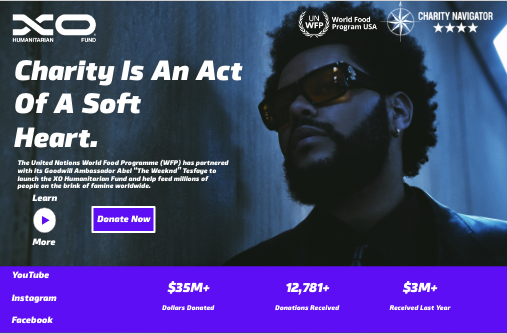 XO
HUMANITARIAN FUND
UN
WFP
World Food
Program USA
CHARITY NAVIGATOR
Charity Is An Act
Of A Soft
Heart.
The United Nations World Food Programme (WFP) has partnered
with its Goodwill Ambassador Abel "The Weeknd" Tesfaye to
launch the XO Humanitarian Fund and help feed millions of
people on the brink of famine worldwide.
Learn
More
Donate Now
YouTube
Instagram
Facebook
$35M+
Dollars Donated
12,781+
Donations Received
$3M+
Received Last Year